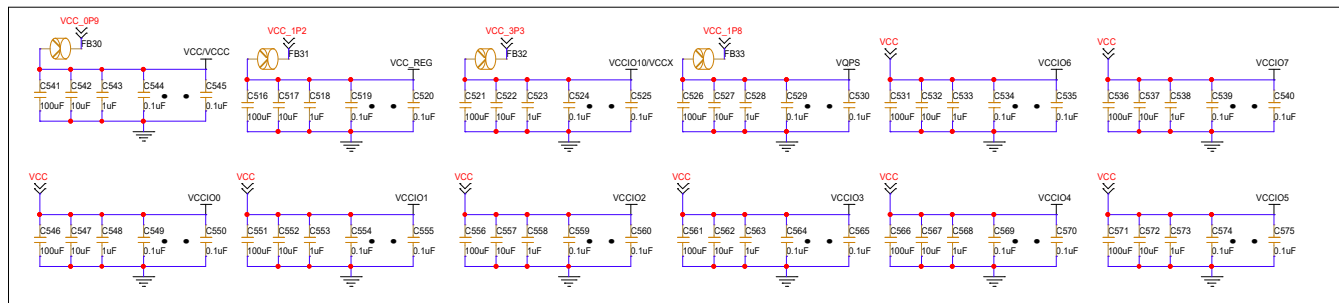 VCC_0P9
FB30
VCC/VCCC
C541
100uF
C542
10uF
C543
1uF
C544
0.1uF
C545
0.1uF
VCC_1P2
FB31
VCC_REG
C516
100uF
C517
10uF
C518
1uF
C519
0.1uF
C520
0.1uF
VCC_3P3
FB32
VCCIO10/VCCX
C521
100uF
C522
10uF
C523
1uF
C524
0.1uF
C525
0.1uF
VCC_1P8
FB33
VQPS
C526
100uF
C527
10uF
C528
1uF
C529
0.1uF
C530
0.1uF
VCC
VCCIO6
C531
100uF
C532
10uF
C533
1uF
C534
0.1uF
C535
0.1uF
VCC
VCCIO7
C536
100uF
C537
10uF
C538
1uF
C539
0.1uF
C540
0.1uF
VCC
VCCIO0
C546
100uF
C547
10uF
C548
1uF
C549
0.1uF
C550
0.1uF
VCC
VCCIO1
C551
100uF
C552
10uF
C553
1uF
C554
0.1uF
C555
0.1uF
VCC
VCCIO2
C556
100uF
C557
10uF
C558
1uF
C559
0.1uF
C560
0.1uF
VCC
VCCIO3
C561
100uF
C562
10uF
C563
1uF
C564
0.1uF
C565
0.1uF
VCC
VCCIO4
C566
100uF
C567
10uF
C568
1uF
C569
0.1uF
C570
0.1uF
VCC
VCCIO5
C571
100uF
C572
10uF
C573
1uF
C574
0.1uF
C575
0.1uF